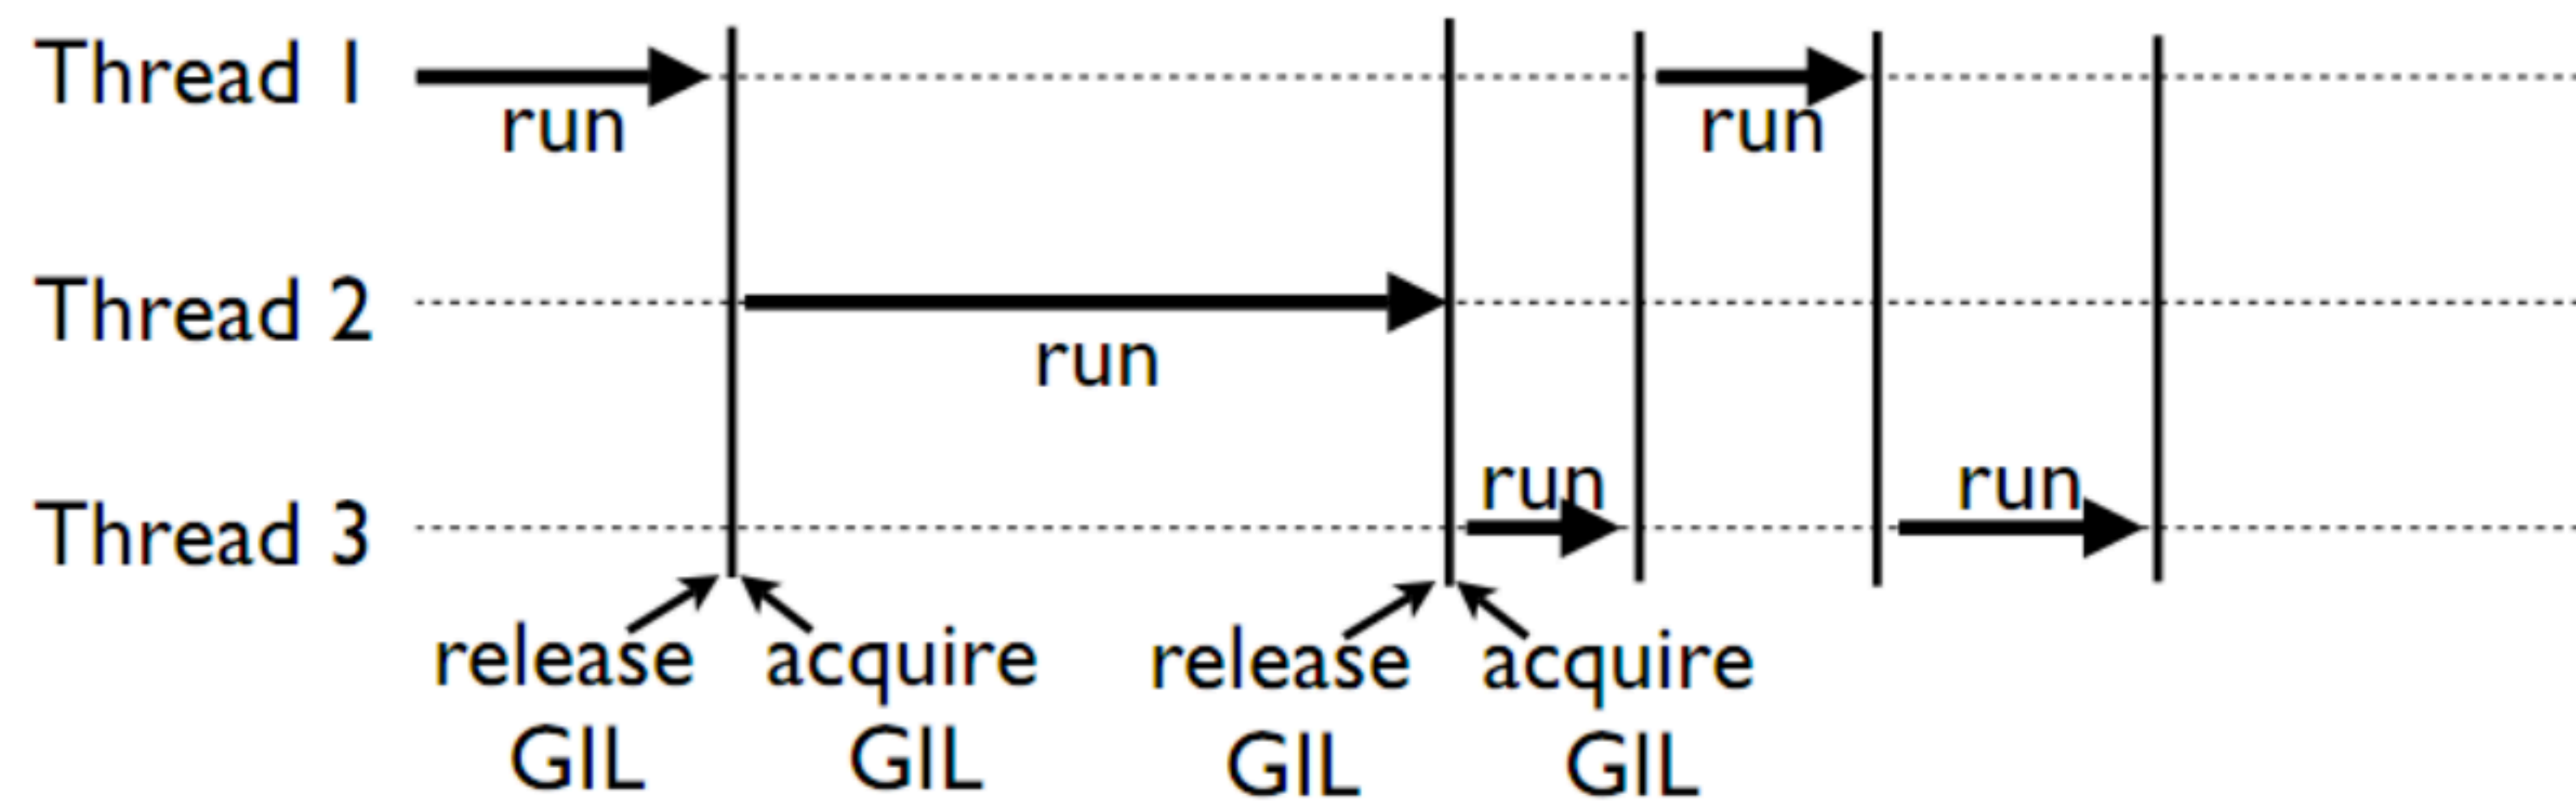 Thread 1
run
run
Thread 2
run
Thread 3
run
run
release GIL
acquire GIL
release GIL
acquire GIL